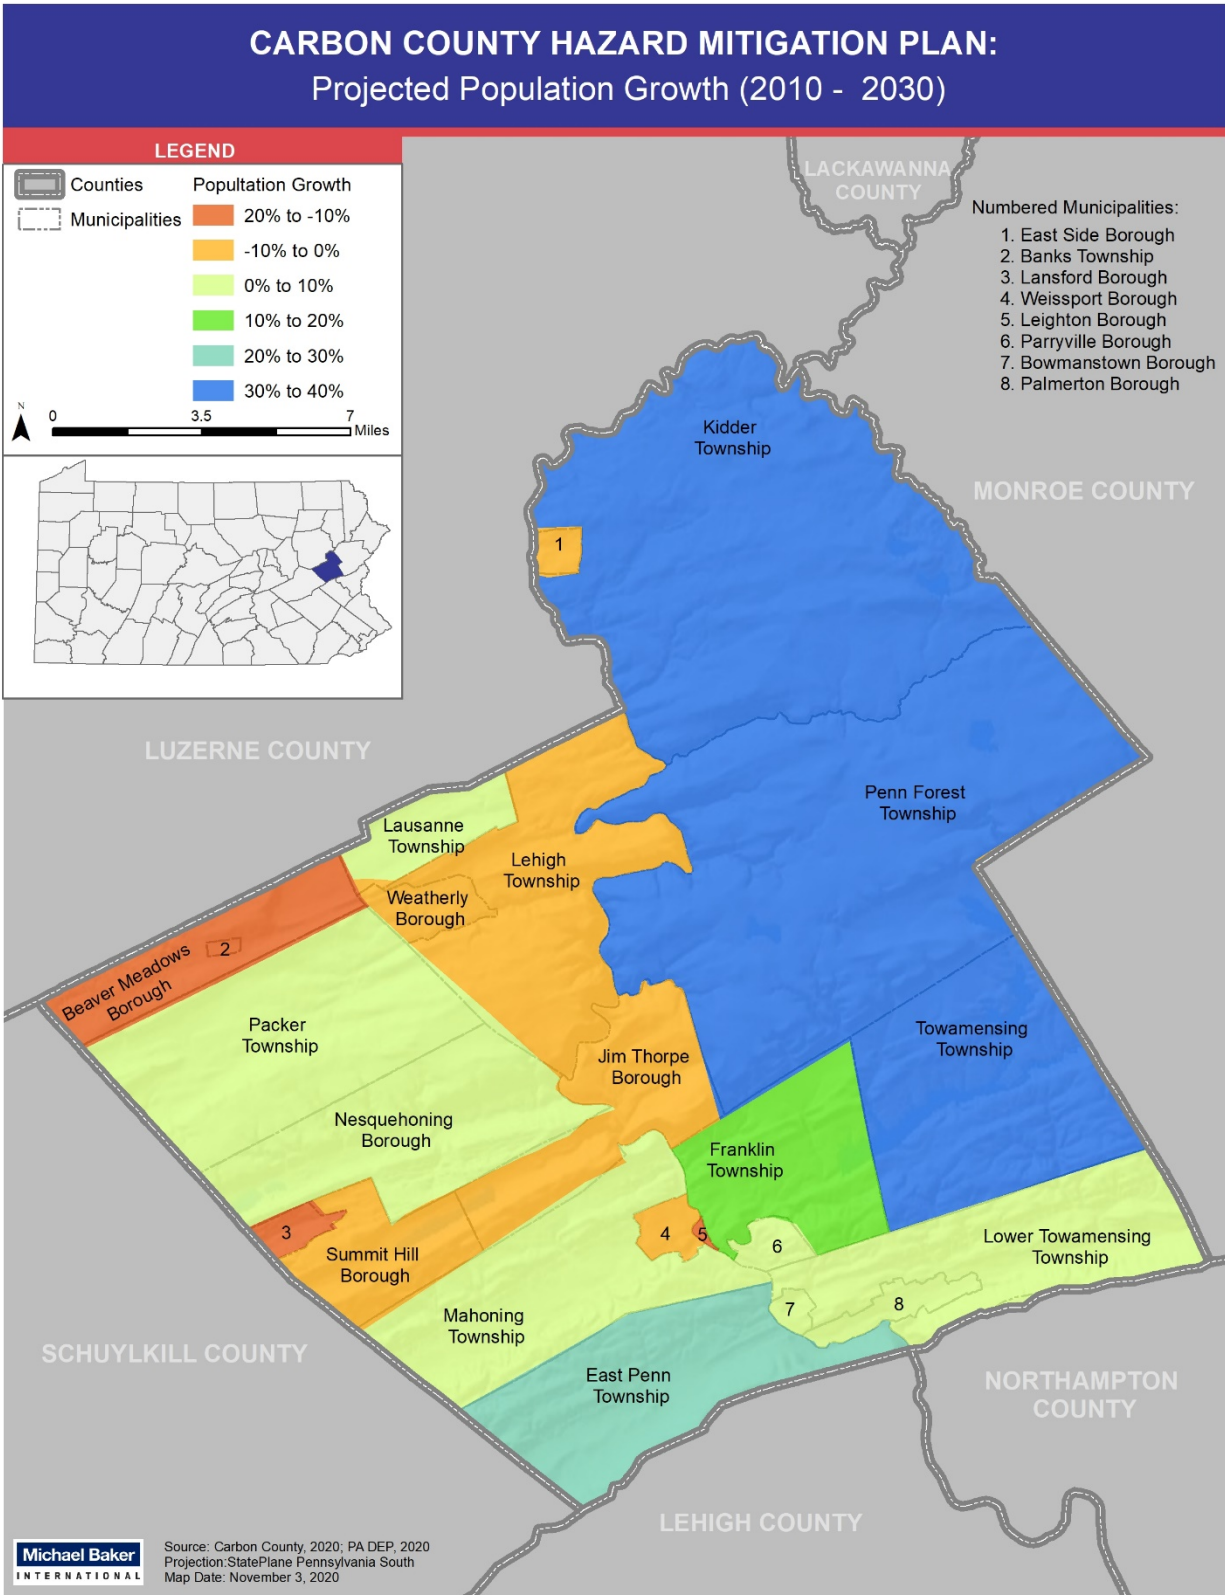 CARBON COUNTY HAZARD MITIGATION PLAN:
Projected Population Growth (2010 - 2030)
LEGEND
Counties
Municipalities
Popultation Growth
20% to -10%
-10% to 0%
0% to 10%
10% to 20%
20% to 30%
30% to 40%
N
0 3.5 7
Miles
LACKAWANNA
COUNTY
Numbered Municipalities:
1. East Side Borough
2. Banks Township
3. Lansford Borough
4. Weissport Borough
5. Leighton Borough
6. Parryville Borough
7. Bowmanstown Borough
8. Palmerton Borough
Kidder
Township
MONROE COUNTY
1
LUZERNE COUNTY
Penn Forest
Township
Lausanne
Township
Lehigh
Township
Weatherly
Borough
2
Beaver Meadows
Borough
Packer
Township
Towamensing
Township
Jim Thorpe
Borough
Nesquehoning
Borough
Franklin
Township
3
4
5
6
Lower Towamensing
Township
Summit Hill
Borough
7
8
Mahoning
Township
SCHUYLKILL COUNTY
East Penn
Township
NORTHAMPTON
COUNTY
LEHIGH COUNTY
Michael Baker
INTERNATIONAL
Source: Carbon County, 2020; PA DEP, 2020
Projection:StatePlane Pennsylvania South
Map Date: November 3, 2020